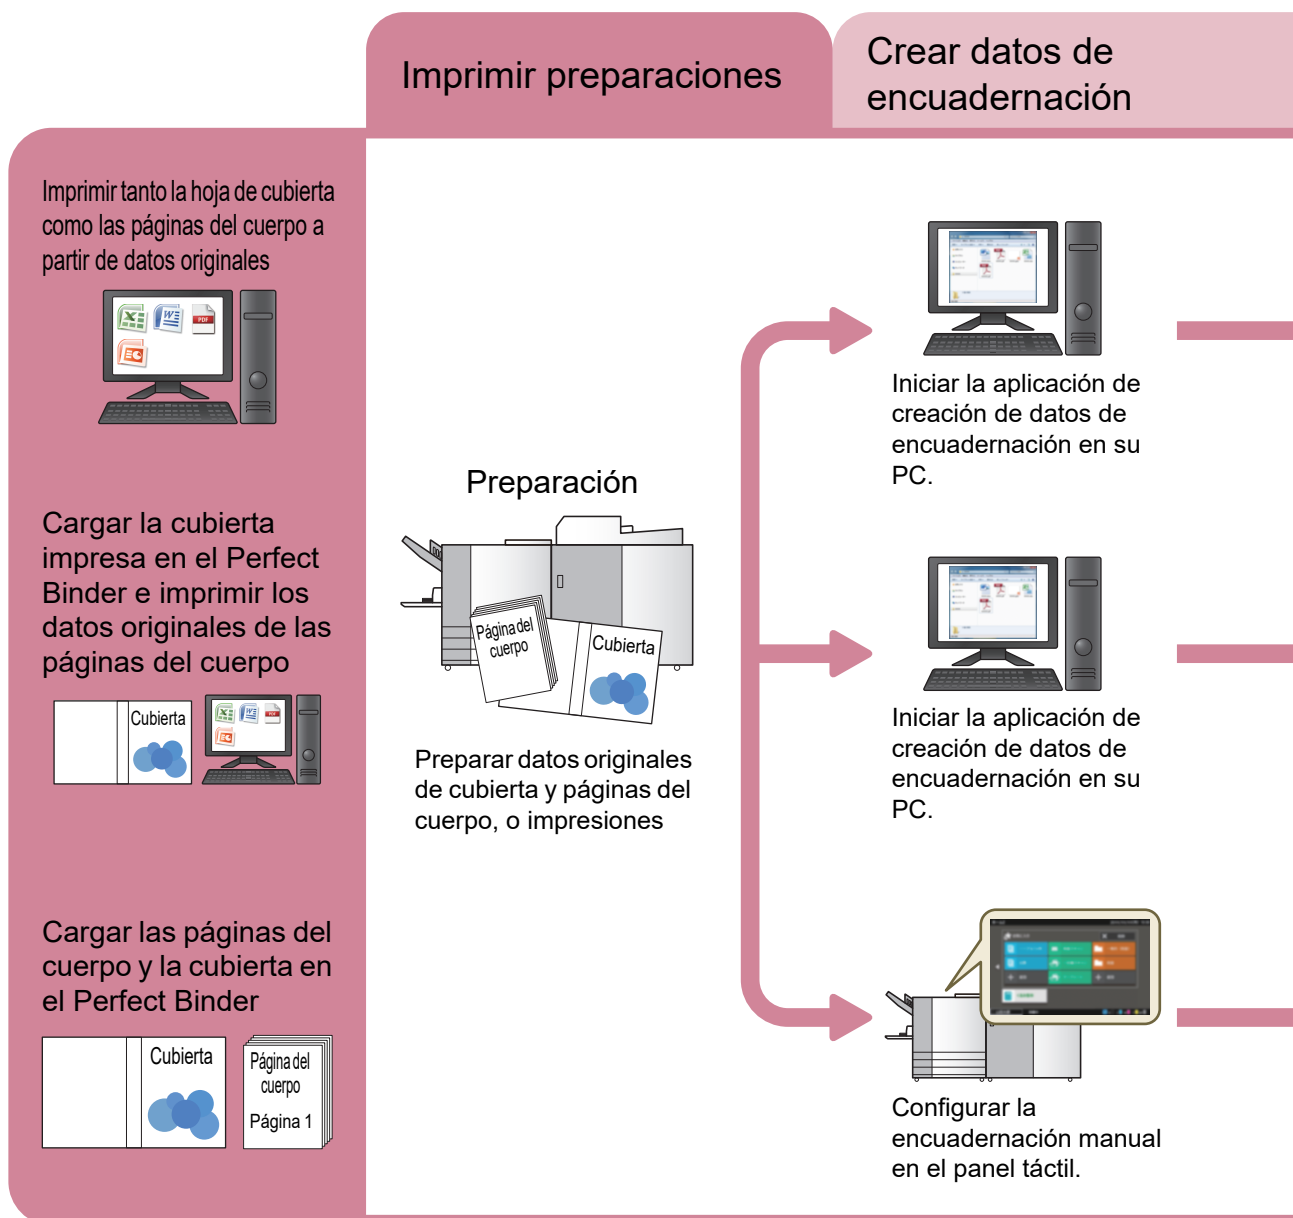 Imprimir preparaciones
Crear datos de
encuadernación
Imprimir tanto la hoja de cubierta
como las páginas del cuerpo a
partir de datos originales
PDF
Cargar la cubierta
impresa en el Perfect
Binder e imprimir los
datos originales de las
páginas del cuerpo
Cubierta
Cargar las páginas del
cuerpo y la cubierta en
el Perfect Binder
Cubierta
Página del
cuerpo
Página 1
Preparación
Página del
cuerpo
Cubierta
Preparar datos originales
de cubierta y páginas del
cuerpo, o impresiones
Iniciar la aplicación de
creación de datos de
encuadernación en su
PC.
Iniciar la aplicación de
creación de datos de
encuadernación en su
PC.
Configurar la
encuadernación manual
en el panel táctil.